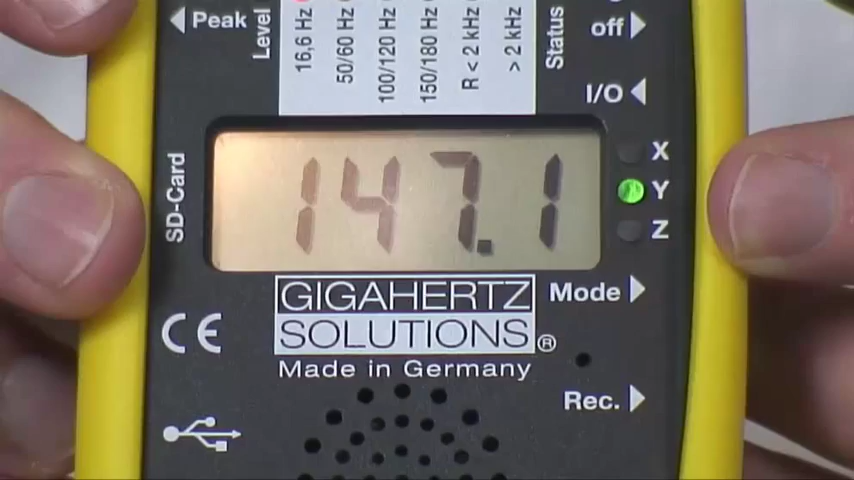 Peak
Level
16,6 Hz
50/60 Hz
100/120 Hz
150/180 Hz
R < 2 kHz
> 2 kHz
Status
off
I/O
SD-Card
147.1
X
Y
Z
GIGAHERTZ
SOLUTIONS®
Made in Germany
Mode
CE
Rec.